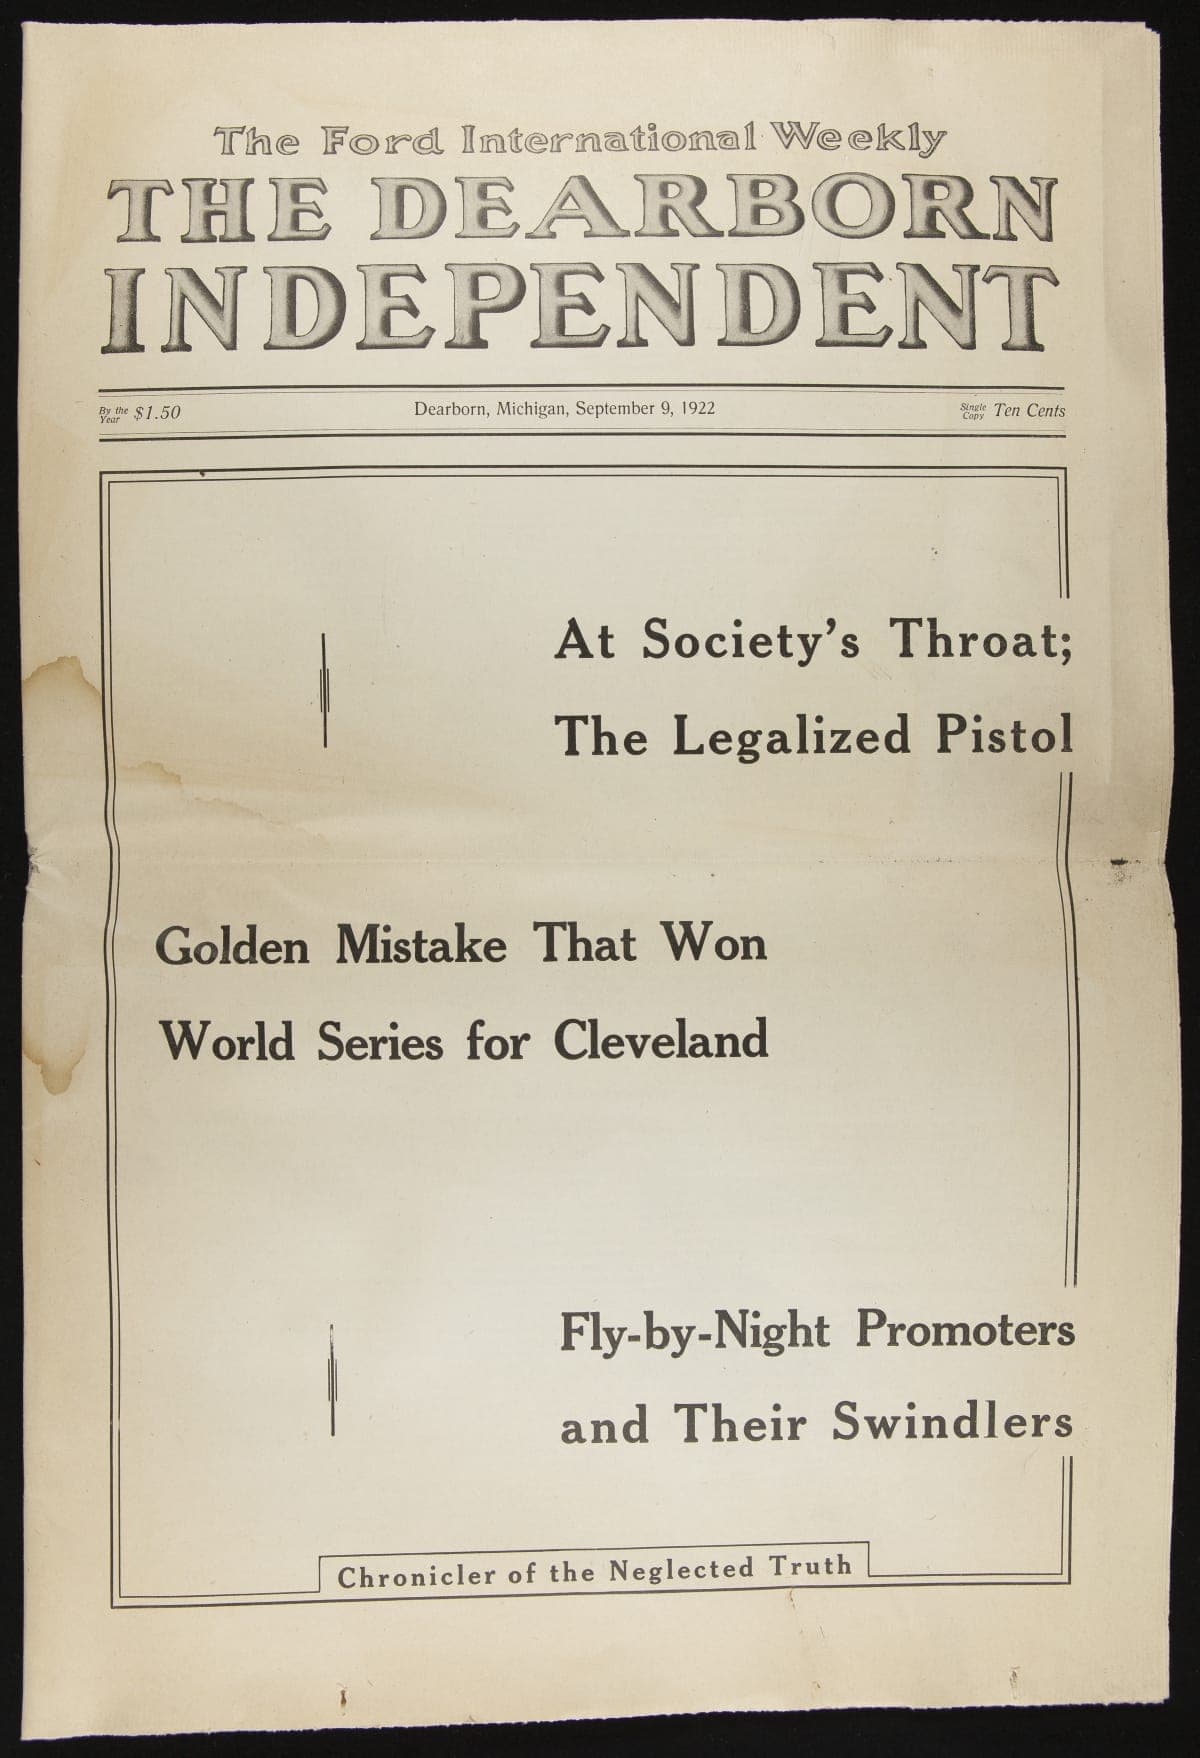 The Ford International Weekly
THE DEARBORN
INDEPENDENT
By the Year $1.50 Dearborn, Michigan, September 9, 1922 Single Copy Ten Cents
At Society's Throat;
The Legalized Pistol
Golden Mistake That Won
World Series for Cleveland
Fly-by-Night Promoters
and Their Swindlers
Chronicler of the Neglected Truth